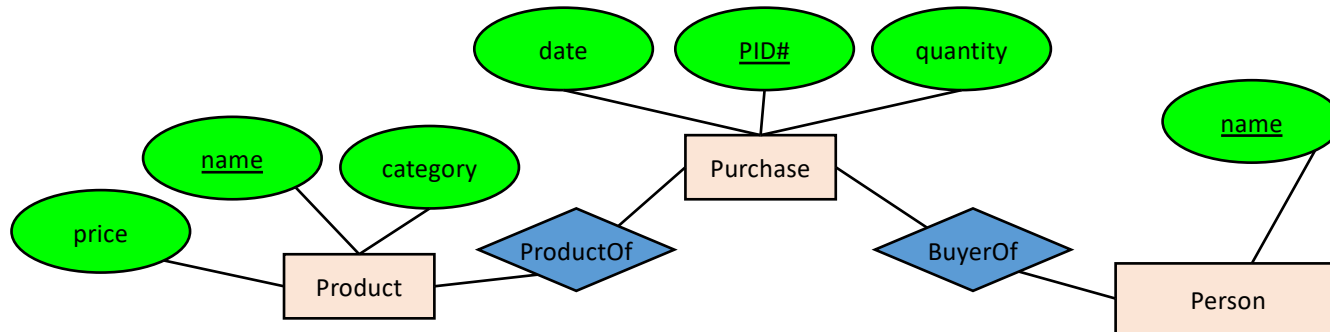 date
PID#
quantity
name
name
category
Purchase
price
ProductOf
BuyerOf
Product
Person